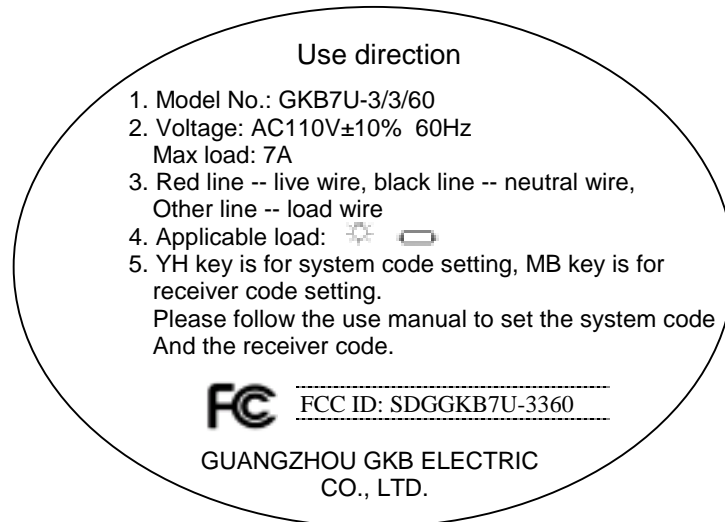 Use direction
1. Model No.: GKB7U-3/3/60
2. Voltage: AC110V±10% 60Hz
Max load: 7A
3. Red line -- live wire, black line -- neutral wire,
Other line -- load wire
4. Applicable load:
5. YH key is for system code setting, MB key is for
receiver code setting.
Please follow the use manual to set the system code
And the receiver code.
FC FCC ID: SDGGKB7U-3360
GUANGZHOU GKB ELECTRIC
CO., LTD.